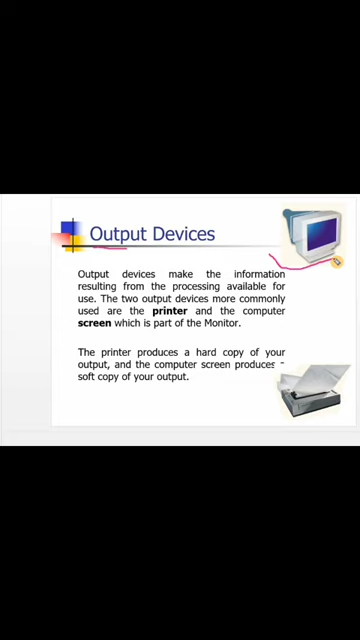 Output Devices
Output devices make the information
resulting from the processing available for
use. The two output devices more commonly
used are the printer and the computer
screen which is part of the Monitor.
The printer produces a hard copy of your
output, and the computer screen produces a
soft copy of your output.